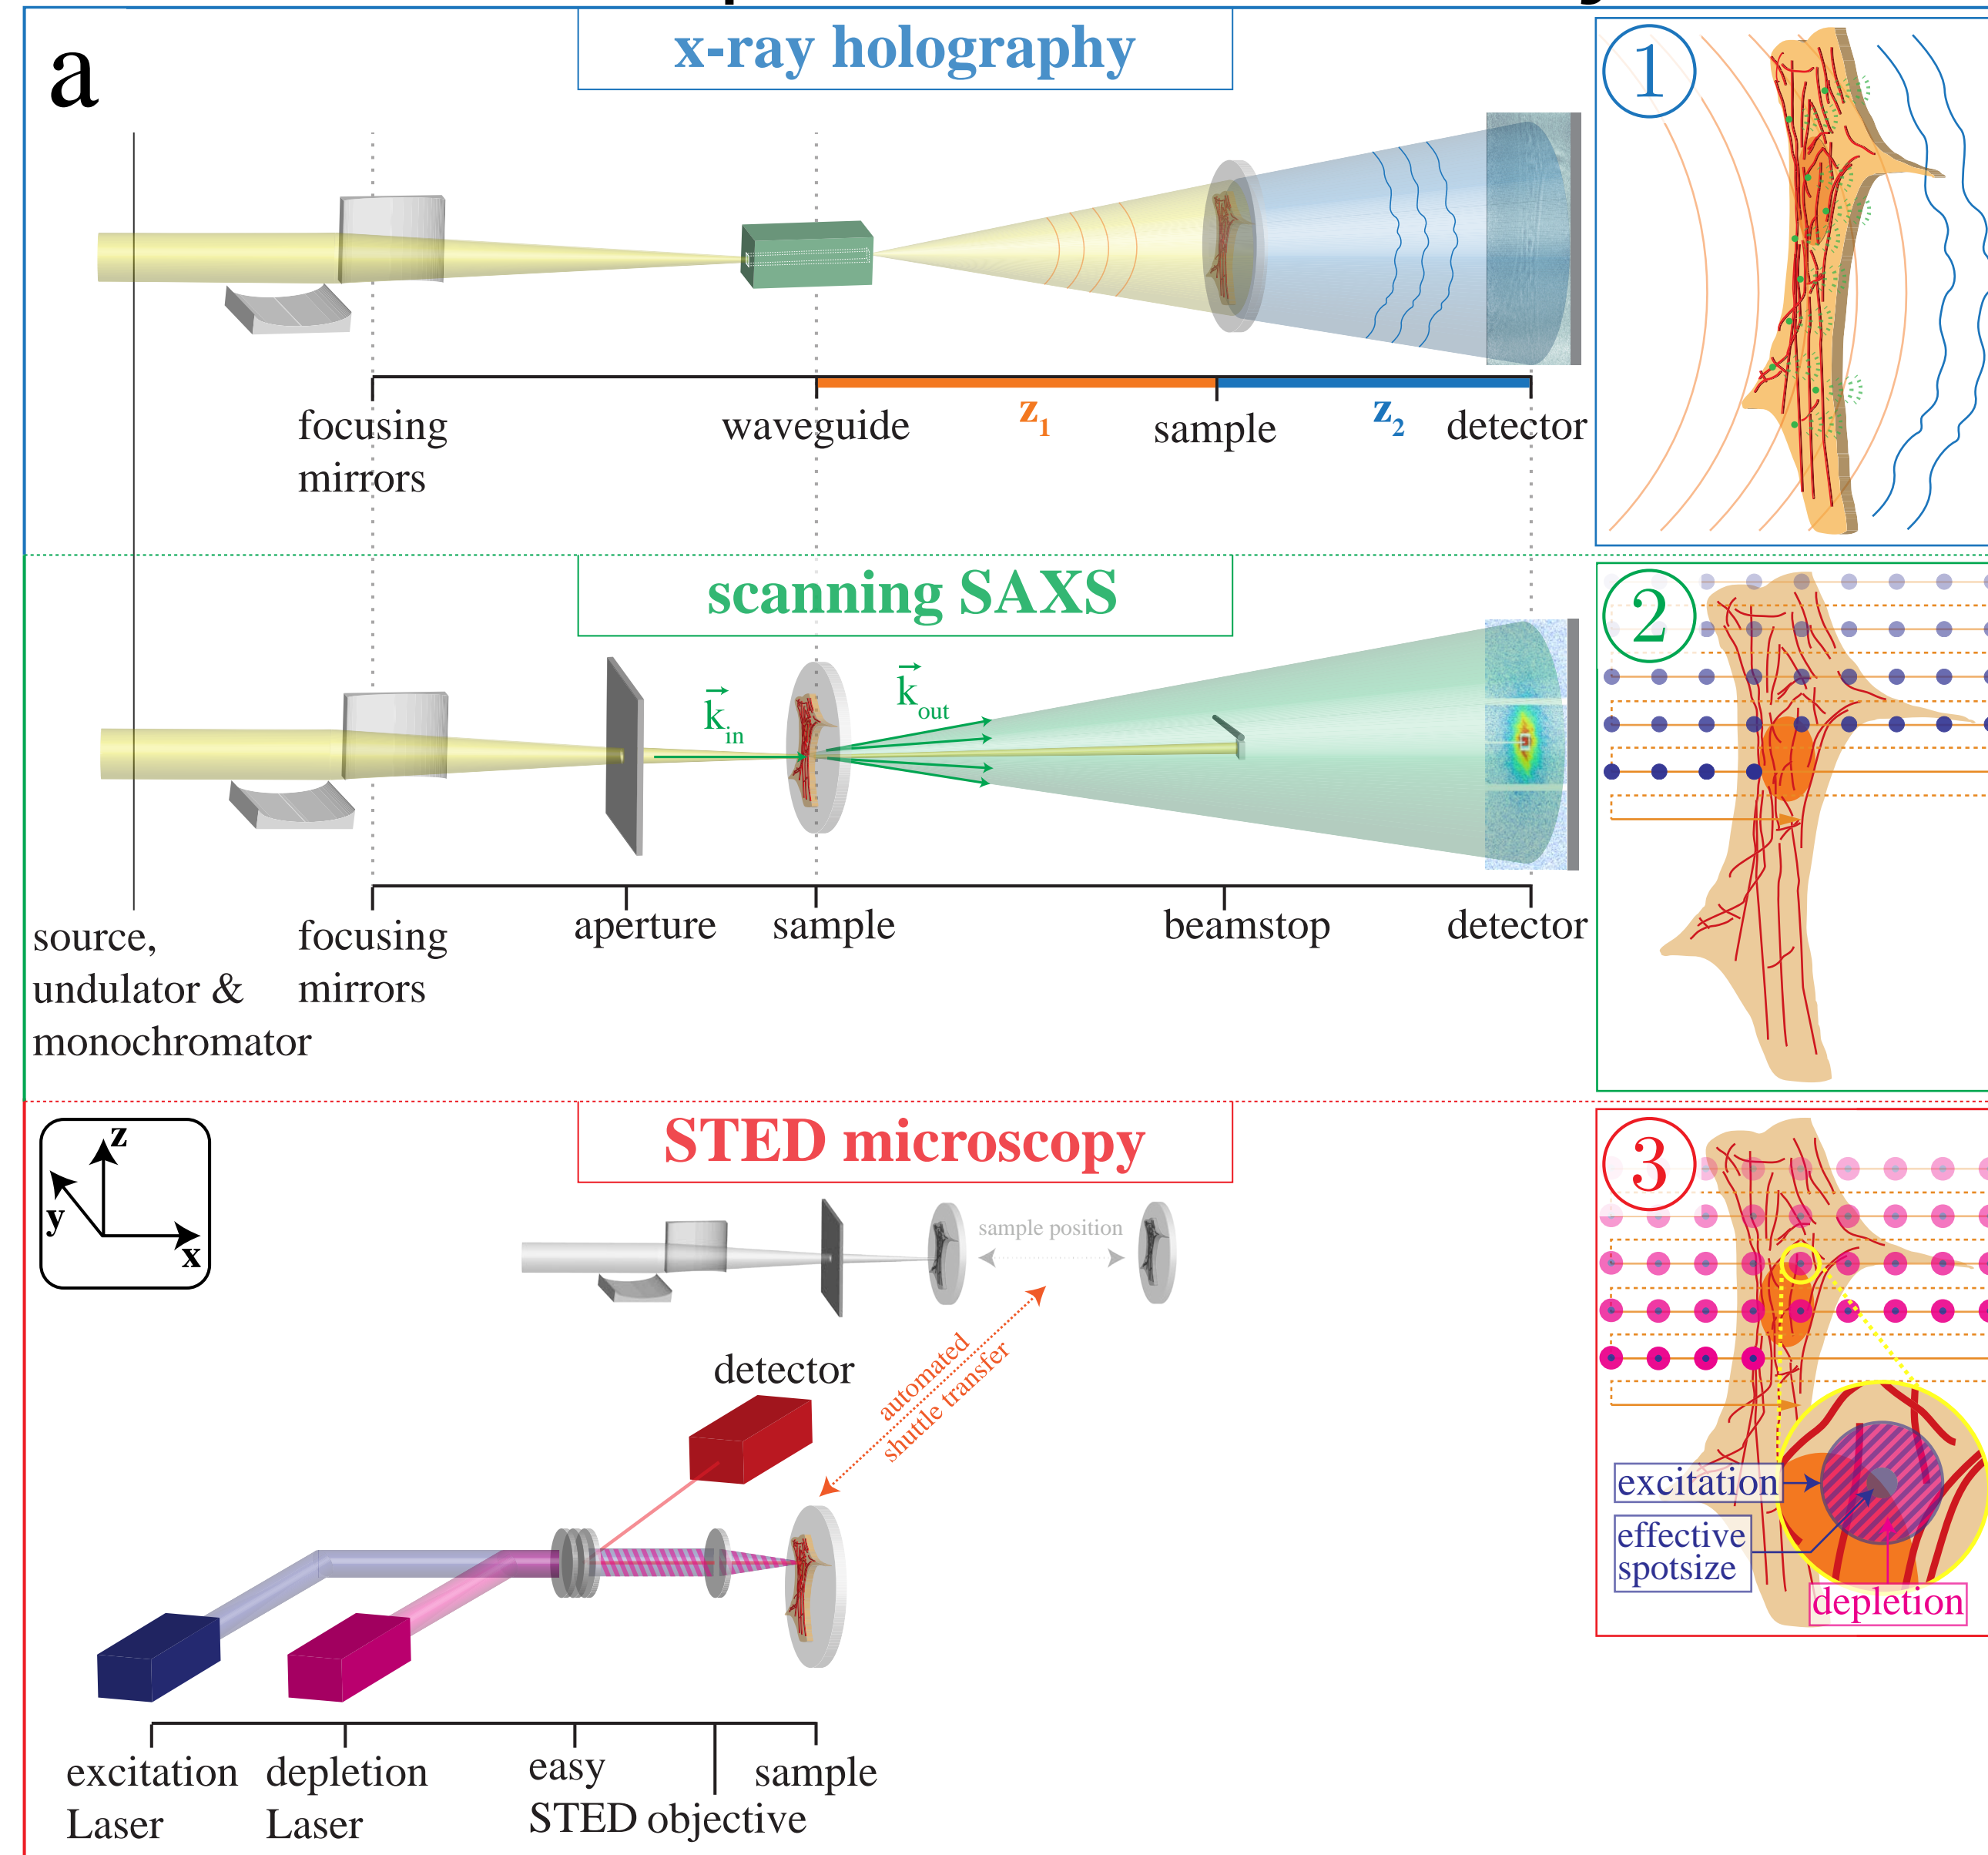 a
x-ray holography
1
focusing
mirrors
waveguide
z1
sample
z2
detector
scanning SAXS
2
kin
kout
source,
undulator &
monochromator
focusing
mirrors
aperture
sample
beamstop
detector
STED microscopy
3
z
y
x
sample position
automated
shuttle transfer
detector
excitation
effective
spotsize
depletion
excitation
Laser
depletion
Laser
easy
STED
objective
sample